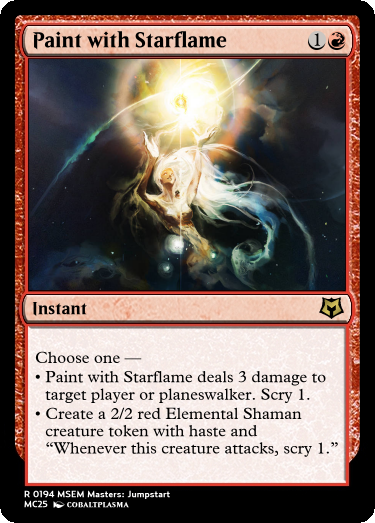 Paint with Starflame 1
Instant
Choose one —
• Paint with Starflame deals 3 damage to
target player or planeswalker. Scry 1.
• Create a 2/2 red Elemental Shaman
creature token with haste and
“Whenever this creature attacks, scry 1.”
R 0194 MSEM Masters: Jumpstart
MC25 COBALTPLASMA